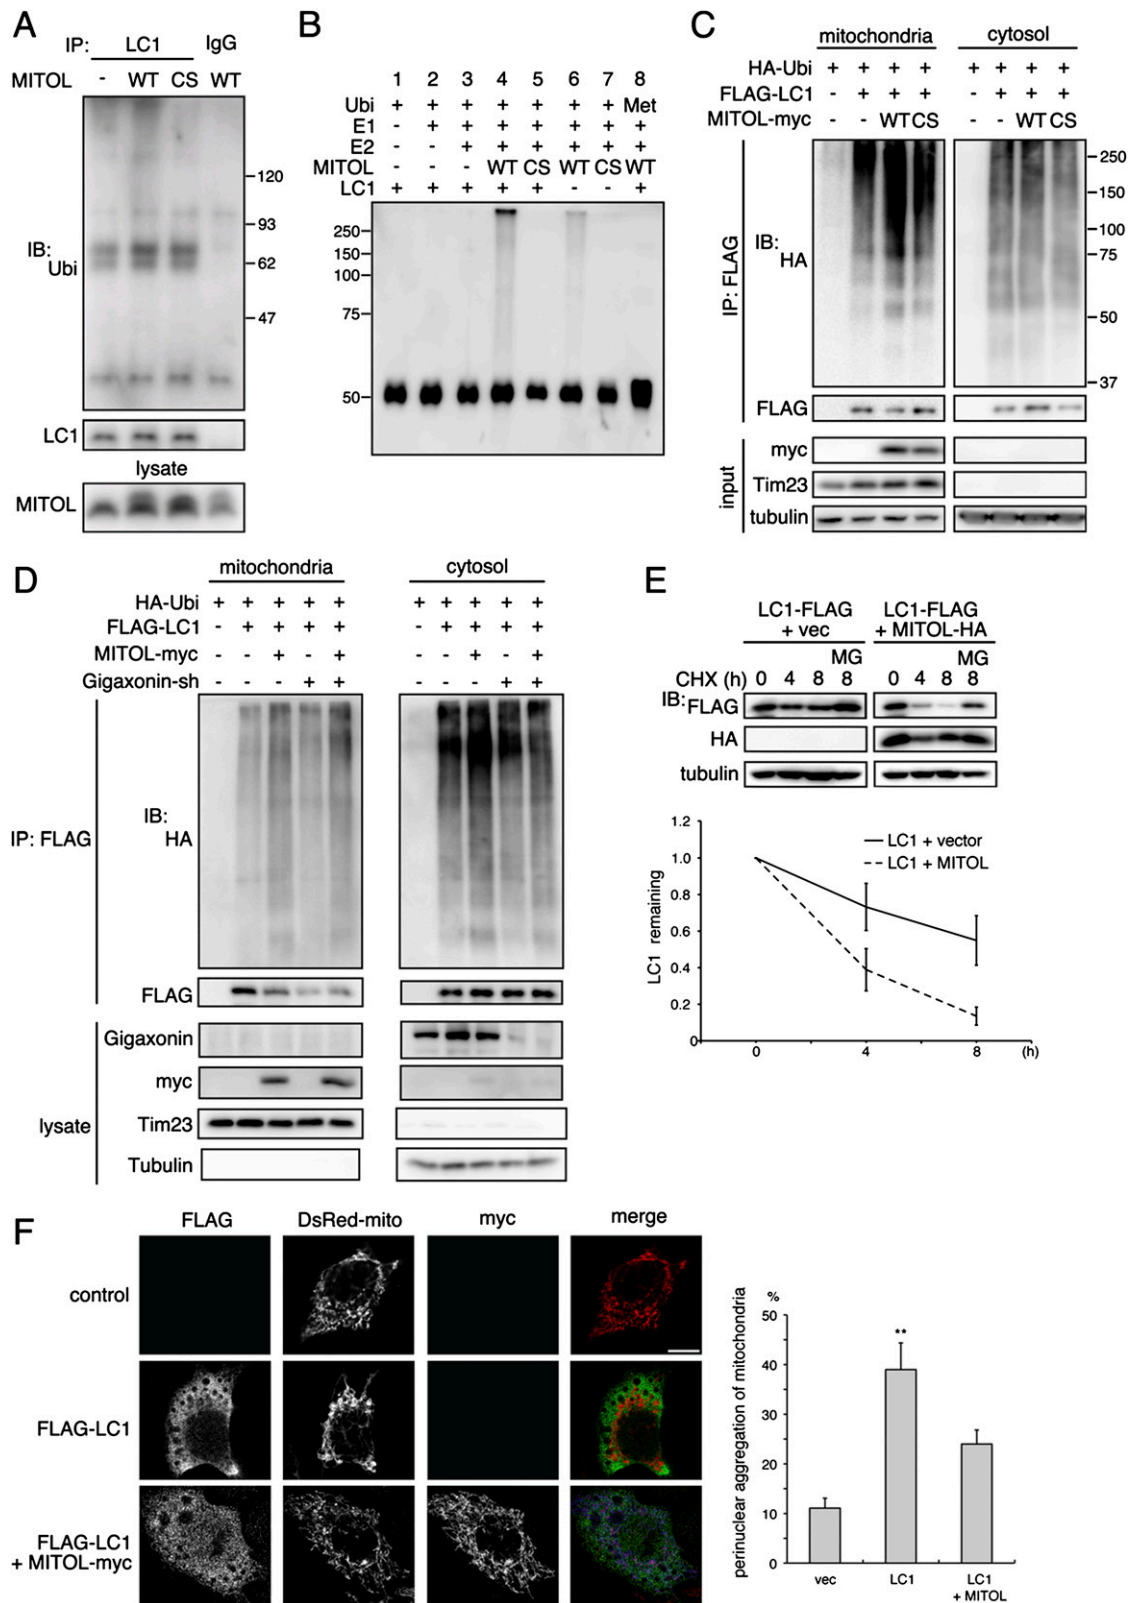 A
IP: LC1 IgG
MITOL - WT CS WT
120
93
IB:
Ubi
62
47
LC1
lysate
MITOL
B
1 2 3 4 5 6 7 8
Ubi + + + + + + + Met
E1 - + + + + + + +
E2 - - + + + + + +
MITOL - - - WT CS WT CS WT
LC1 + + + + + - - +
250
150
100
75
50
C
mitochondria cytosol
HA-Ubi + + + + + + + +
FLAG-LC1 - + + + - + + +
MITOL-myc - - WT CS - - WT CS
250
150
100
75
50
37
IP: FLAG
IB:
HA
FLAG
input
myc
Tim23
tubulin
D
mitochondria cytosol
HA-Ubi + + + + + + + + + +
FLAG-LC1 - + + + + - + + + +
MITOL-myc - - + - + - - + - +
Gigaxonin-sh - - - + + - - - + +
IP: FLAG
IB:
HA
FLAG
lysate
Gigaxonin
myc
Tim23
Tubulin
E
LC1-FLAG LC1-FLAG
+ vec + MITOL-HA
MG MG
CHX (h) 0 4 8 8 0 4 8 8
IB:FLAG
HA
tubulin
1.2
1.0
0.8
0.6
0.4
0.2
0
LC1 remaining
LC1 + vector
LC1 + MITOL
0 4 8 (h)
F
FLAG DsRed-mito myc merge
control
FLAG-LC1
FLAG-LC1
+ MITOL-myc
perinuclear aggregation of mitochondria
%
50
40
30
20
10
0
**
vec LC1 LC1
+ MITOL